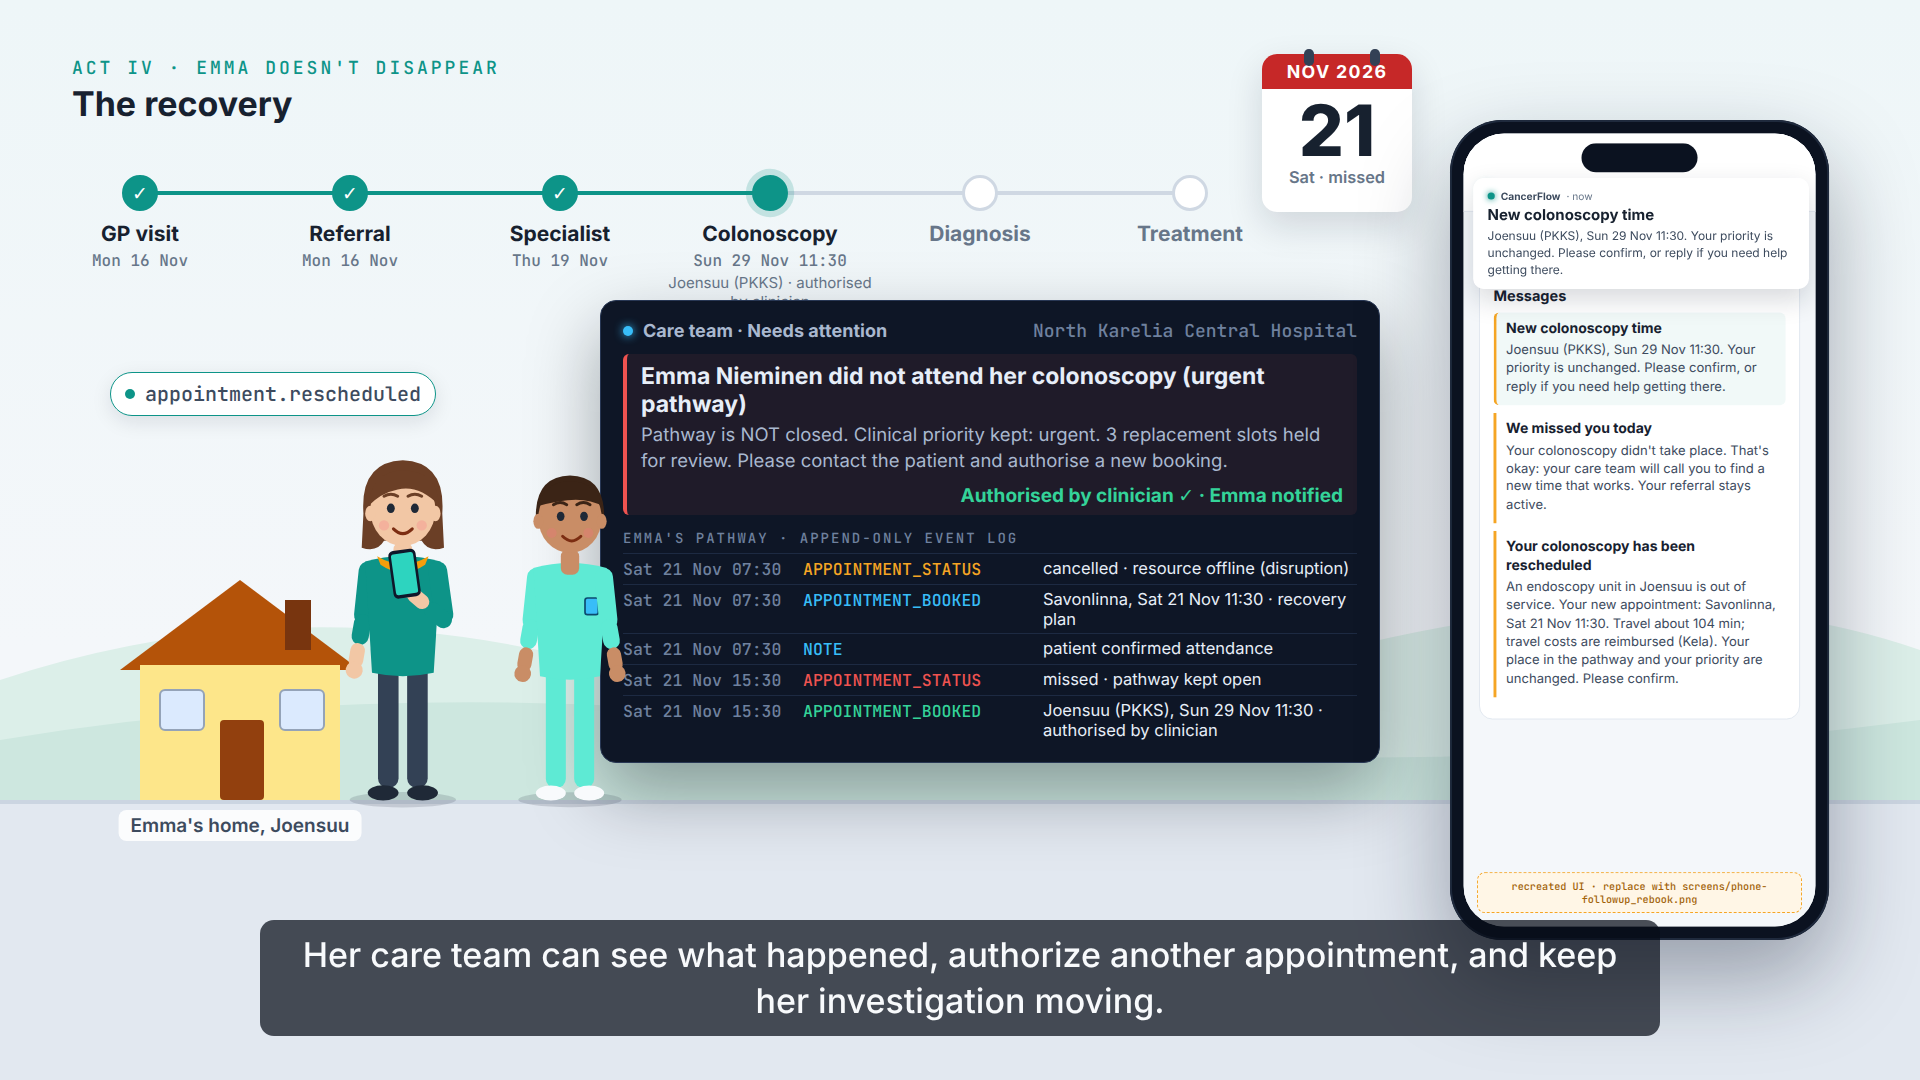 ACT IV · EMMA DOESN'T DISAPPEAR
The recovery
NOV 2026
21
Sat · missed
✓
✓
✓
GP visit
Mon 16 Nov
Referral
Mon 16 Nov
Specialist
Thu 19 Nov
Colonoscopy
Sun 29 Nov 11:30
Joensuu (PKKS) · authorised
Diagnosis
Treatment
appointment.rescheduled
Care team · Needs attention
North Karelia Central Hospital
Emma Nieminen did not attend her colonoscopy (urgent
pathway)
Pathway is NOT closed. Clinical priority kept: urgent. 3 replacement slots held
for review. Please contact the patient and authorise a new booking.
Authorised by clinician ✓ · Emma notified
EMMA'S PATHWAY · APPEND-ONLY EVENT LOG
Sat 21 Nov 07:30 APPOINTMENT_STATUS cancelled · resource offline (disruption)
Sat 21 Nov 07:30 APPOINTMENT_BOOKED Savonlinna, Sat 21 Nov 11:30 · recovery
plan
Sat 21 Nov 07:30 NOTE patient confirmed attendance
Sat 21 Nov 15:30 APPOINTMENT_STATUS missed · pathway kept open
Sat 21 Nov 15:30 APPOINTMENT_BOOKED Joensuu (PKKS), Sun 29 Nov 11:30 ·
authorised by clinician
Emma's home, Joensuu
CancerFlow · now
New colonoscopy time
Joensuu (PKKS), Sun 29 Nov 11:30. Your priority is
unchanged. Please confirm, or reply if you need help
getting there.
Messages
New colonoscopy time
Joensuu (PKKS), Sun 29 Nov 11:30. Your
priority is unchanged. Please confirm, or
reply if you need help getting there.
We missed you today
Your colonoscopy didn't take place. That's
okay: your care team will call you to find a
new time that works. Your referral stays
active.
Your colonoscopy has been
rescheduled
An endoscopy unit in Joensuu is out of
service. Your new appointment: Savonlinna,
Sat 21 Nov 11:30. Travel about 104 min;
travel costs are reimbursed (Kela). Your
place in the pathway and your priority are
unchanged. Please confirm.
recreated UI · replace with screens/phone-
followup_rebook.png
Her care team can see what happened, authorize another appointment, and keep
her investigation moving.